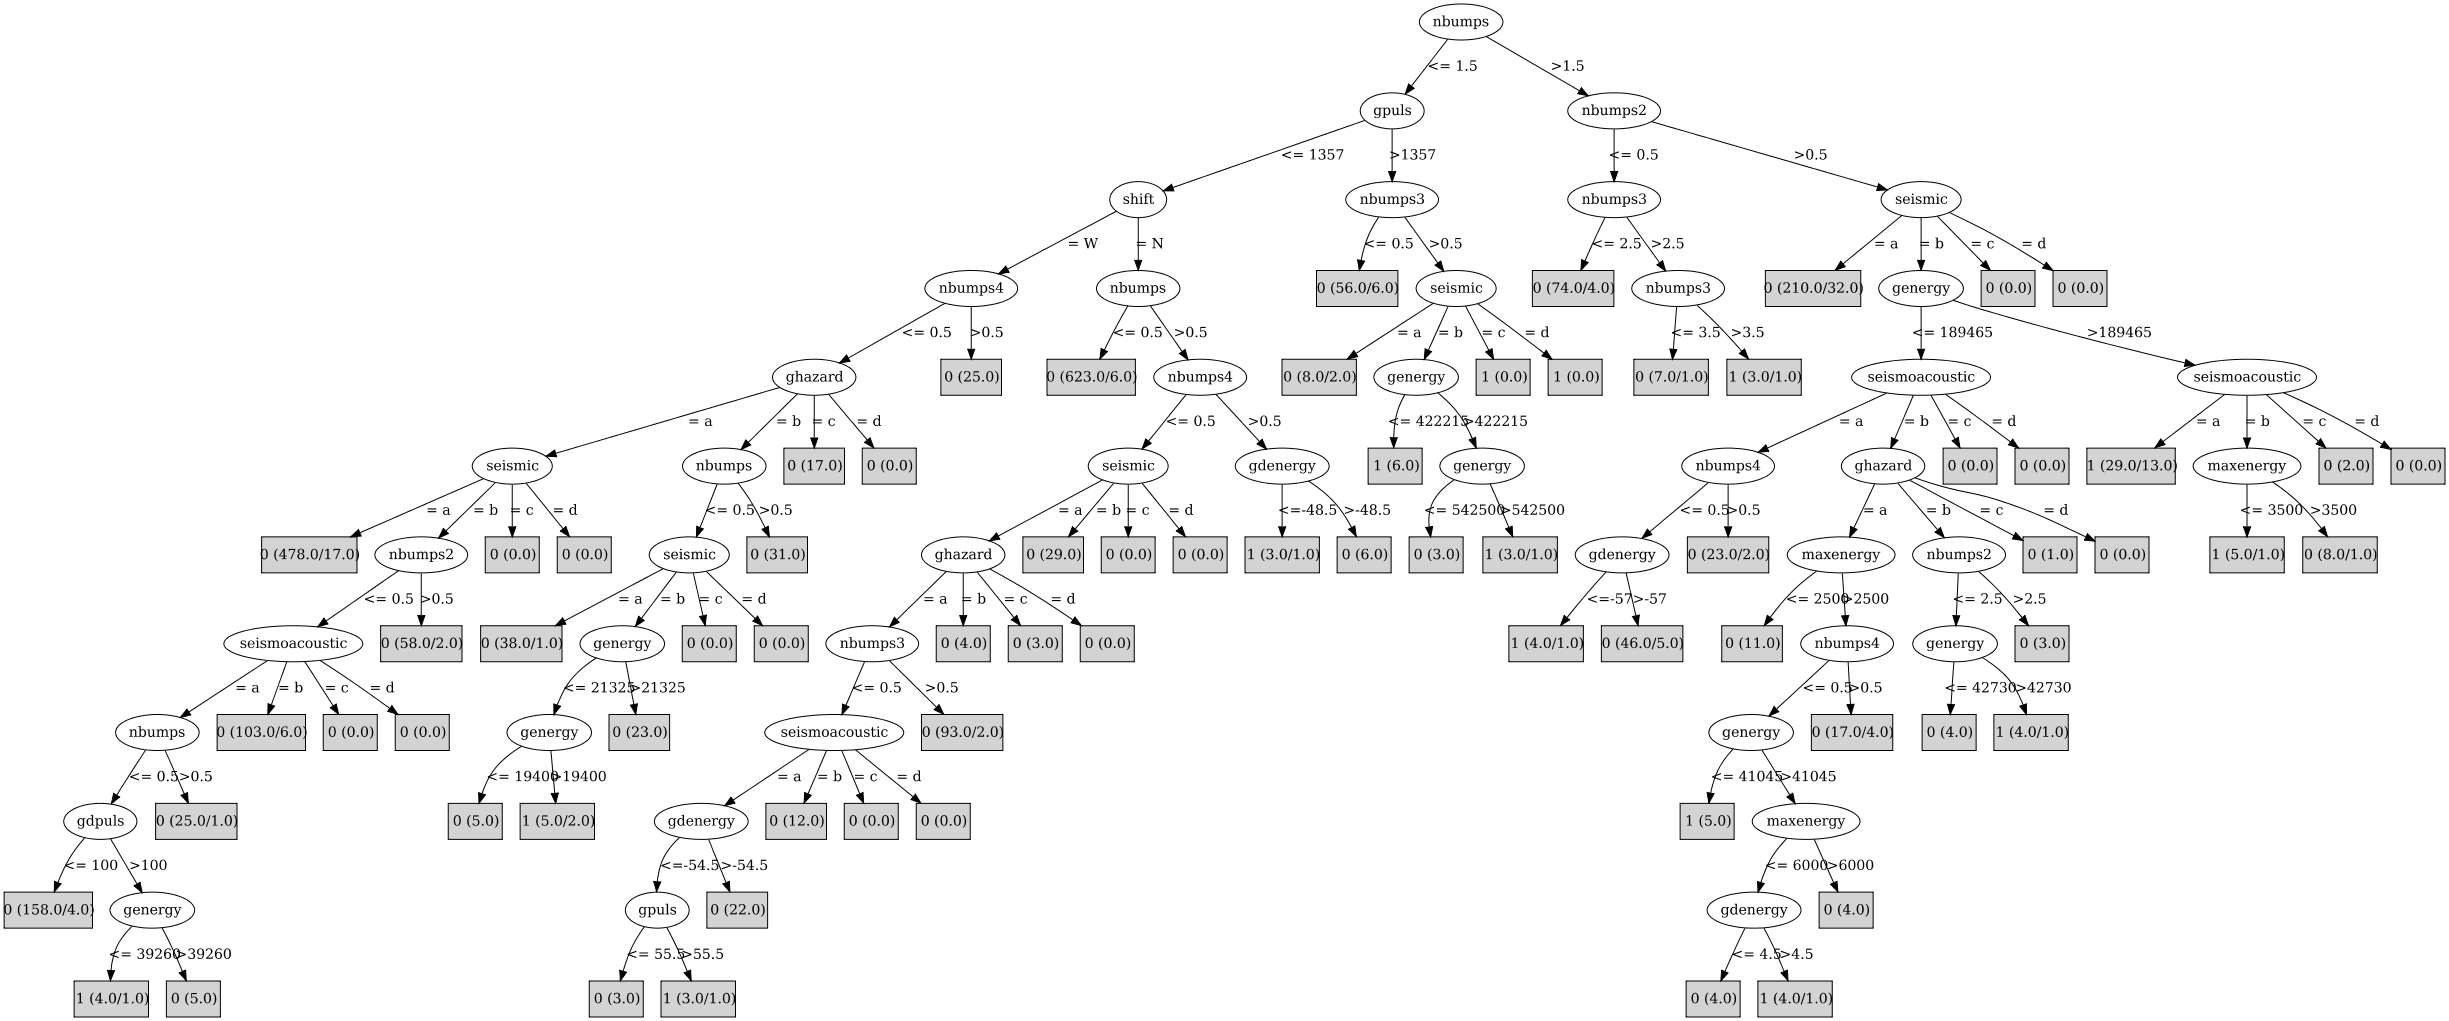 nbumps
<= 1.5 >1.5
gpuls nbumps2
<= 1357 >1357 <= 0.5 >0.5
shift nbumps3 nbumps3 seismic
= W = N <= 0.5 >0.5 <= 2.5 >2.5 = a = b = c = d
nbumps4 nbumps 0 (56.0/6.0) seismic 0 (74.0/4.0) nbumps3 0 (210.0/32.0) genergy 0 (0.0) 0 (0.0)
<= 0.5 >0.5 <= 0.5 >0.5 = a = b = c = d <= 3.5 >3.5 <= 189465 >189465
ghazard 0 (25.0) 0 (623.0/6.0) nbumps4 0 (8.0/2.0) genergy 1 (0.0) 1 (0.0) 0 (7.0/1.0) 1 (3.0/1.0) seismoacoustic seismoacoustic
= a = b = c = d <= 0.5 >0.5 <= 422215 >422215 = a = b = c = d = a = b = c = d
seismic nbumps 0 (17.0) 0 (0.0) seismic gdenergy 1 (6.0) genergy nbumps4 ghazard 0 (0.0) 0 (0.0) 1 (29.0/13.0) maxenergy 0 (2.0) 0 (0.0)
= a = b = c = d <= 0.5 >0.5 = a = b = c = d <=-48.5 >-48.5 <= 542500 >542500 <= 0.5 >0.5 = a = b = c = d <= 3500 >3500
0 (478.0/17.0) nbumps2 0 (0.0) 0 (0.0) seismic 0 (31.0) ghazard 0 (29.0) 0 (0.0) 0 (0.0) 1 (3.0/1.0) 0 (6.0) 0 (3.0) 1 (3.0/1.0) gdenergy 0 (23.0/2.0) maxenergy nbumps2 0 (1.0) 0 (0.0) 1 (5.0/1.0) 0 (8.0/1.0)
<= 0.5 >0.5 = a = b = c = d = a = b = c = d <=-57 >-57 <= 2500 >2500 <= 2.5 >2.5
seismoacoustic 0 (58.0/2.0) 0 (38.0/1.0) genergy 0 (0.0) 0 (0.0) nbumps3 0 (4.0) 0 (3.0) 0 (0.0) 1 (4.0/1.0) 0 (46.0/5.0) 0 (11.0) nbumps4 genergy 0 (3.0)
= a = b = c = d <= 21325 >21325 <= 0.5 >0.5 <= 0.5 >0.5 <= 42730 >42730
nbumps 0 (103.0/6.0) 0 (0.0) 0 (0.0) genergy 0 (23.0) seismoacoustic 0 (93.0/2.0) genergy 0 (17.0/4.0) 0 (4.0) 1 (4.0/1.0)
<= 0.5 >0.5 <= 19400 >19400 = a = b = c = d <= 41045 >41045
gdpuls 0 (25.0/1.0) 0 (5.0) 1 (5.0/2.0) gdenergy 0 (12.0) 0 (0.0) 0 (0.0) 1 (5.0) maxenergy
<= 100 >100 <=-54.5 >-54.5 <= 6000 >6000
0 (158.0/4.0) genergy gpuls 0 (22.0) gdenergy 0 (4.0)
<= 39260 >39260 <= 55.5 >55.5 <= 4.5 >4.5
1 (4.0/1.0) 0 (5.0) 0 (3.0) 1 (3.0/1.0) 0 (4.0) 1 (4.0/1.0)